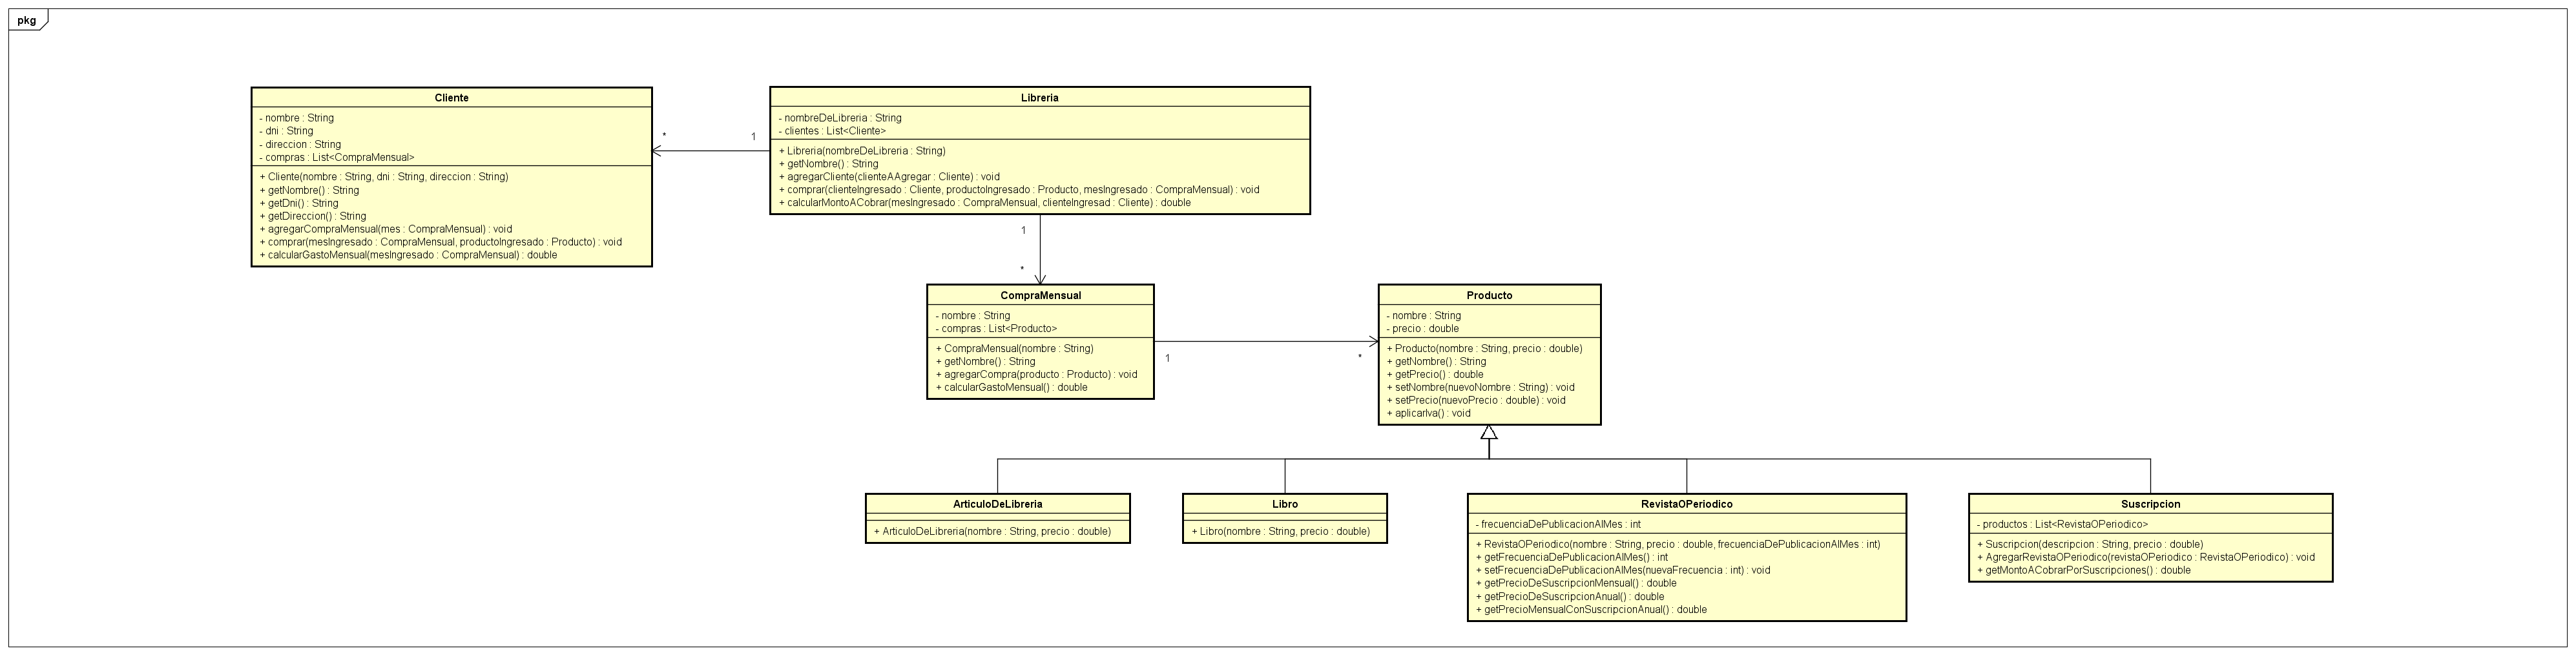 pkg
Cliente
- nombre : String
- dni : String
- direccion : String
- compras : List<CompraMensual>
+ Cliente(nombre : String, dni : String, direccion : String)
+ getNombre() : String
+ getDni() : String
+ getDireccion() : String
+ agregarCompraMensual(mes : CompraMensual) : void
+ comprar(mesIngresado : CompraMensual, productoIngresado : Producto) : void
+ calcularGastoMensual(mesIngresado : CompraMensual) : double
*
1
Libreria
- nombreDeLibreria : String
- clientes : List<Cliente>
+ Libreria(nombreDeLibreria : String)
+ getNombre() : String
+ agregarCliente(clienteAAgregar : Cliente) : void
+ comprar(clienteIngresado : Cliente, productoIngresado : Producto, mesIngresado : CompraMensual) : void
+ calcularMontoACobrar(mesIngresado : CompraMensual, clienteIngresad : Cliente) : double
1
*
CompraMensual
- nombre : String
- compras : List<Producto>
+ CompraMensual(nombre : String)
+ getNombre() : String
+ agregarCompra(producto : Producto) : void
+ calcularGastoMensual() : double
1
*
Producto
- nombre : String
- precio : double
+ Producto(nombre : String, precio : double)
+ getNombre() : String
+ getPrecio() : double
+ setNombre(nuevoNombre : String) : void
+ setPrecio(nuevoPrecio : double) : void
+ aplicarIva() : void
ArticuloDeLibreria
+ ArticuloDeLibreria(nombre : String, precio : double)
Libro
+ Libro(nombre : String, precio : double)
RevistaOPeriodico
- frecuenciaDePublicacionAlMes : int
+ RevistaOPeriodico(nombre : String, precio : double, frecuenciaDePublicacionAlMes : int)
+ getFrecuenciaDePublicacionAlMes() : int
+ setFrecuenciaDePublicacionAlMes(nuevaFrecuencia : int) : void
+ getPrecioDeSuscripcionMensual() : double
+ getPrecioDeSuscripcionAnual() : double
+ getPrecioMensualConSuscripcionAnual() : double
Suscripcion
- productos : List<RevistaOPeriodico>
+ Suscripcion(descripcion : String, precio : double)
+ AgregarRevistaOPeriodico(revistaOPeriodico : RevistaOPeriodico) : void
+ getMontoACobrarPorSuscripciones() : double